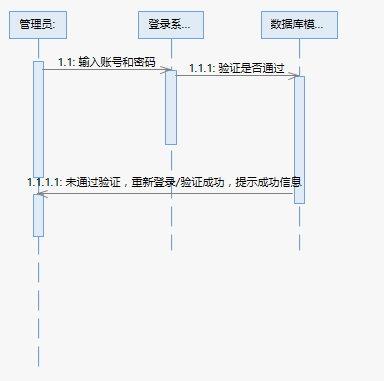 管理员:
登录系...
数据库模...
1.1: 输入账号和密码
1.1.1: 验证是否通过
1.1.1.1: 未通过验证，重新登录/验证成功，提示成功信息